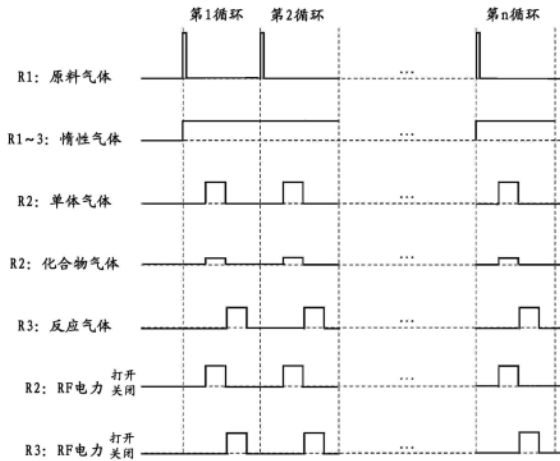 第1循环 第2循环 第n循环
R1: 原料气体
...
R1~3: 惰性气体
...
R2: 单体气体
...
R2: 化合物气体
...
R3: 反应气体
...
R2: RF电力 打开
关闭
...
R3: RF电力 打开
关闭
...